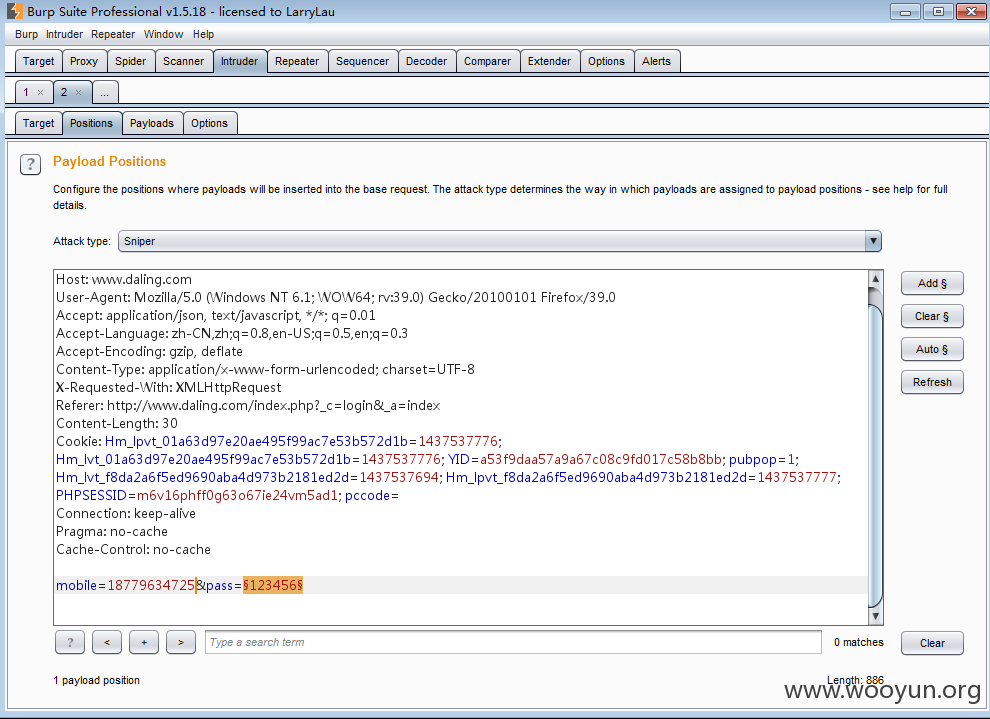 Burp Suite Professional v1.5.18 - licensed to LarryLau
Burp Intruder Repeater Window Help
Target Proxy Spider Scanner Intruder Repeater Sequencer Decoder Comparer Extender Options Alerts
1 × 2 × ...
Target Positions Payloads Options
? Payload Positions
Configure the positions where payloads will be inserted into the base request. The attack type determines the way in which payloads are assigned to payload positions - see help for full
details.
Attack type: Sniper
Host: www.daling.com
User-Agent: Mozilla/5.0 (Windows NT 6.1; WOW64; rv:39.0) Gecko/20100101 Firefox/39.0
Accept: application/json, text/javascript, */*; q=0.01
Accept-Language: zh-CN,zh;q=0.8,en-US;q=0.5,en;q=0.3
Accept-Encoding: gzip, deflate
Content-Type: application/x-www-form-urlencoded; charset=UTF-8
X-Requested-With: XMLHttpRequest
Referer: http://www.daling.com/index.php?_c=login&_a=index
Content-Length: 30
Cookie: Hm_lpvt_01a63d97e20ae495f99ac7e53b572d1b=1437537776;
Hm_lvt_01a63d97e20ae495f99ac7e53b572d1b=1437537776; YID=a53f9daa57a9a67c08c9fd017c58b8bb; pubpop=1;
Hm_lvt_f8da2a6f5ed9690aba4d973b2181ed2d=1437537694; Hm_lpvt_f8da2a6f5ed9690aba4d973b2181ed2d=1437537777;
PHPSESSID=m6v16phff0g63o67ie24vm5ad1; pccode=
Connection: keep-alive
Pragma: no-cache
Cache-Control: no-cache
mobile=18779634725&pass=§123456§
Add §
Clear §
Auto §
Refresh
? < + > Type a search term 0 matches Clear
1 payload position Length: 886
www.wooyun.org